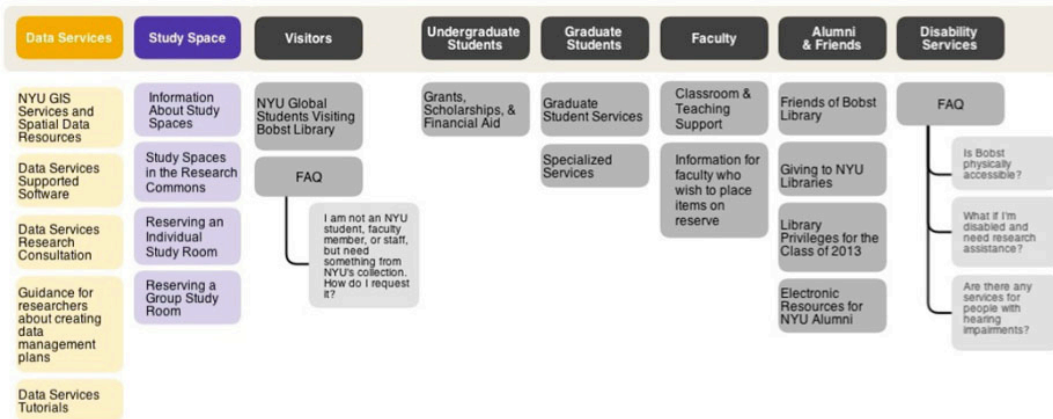 Data Services
Study Space
Visitors
Undergraduate
Students
Graduate
Students
Faculty
Alumni
& Friends
Disability
Services
NYU GIS
Services and
Spatial Data
Resources
Data Services
Supported
Software
Data Services
Research
Consultation
Guidance for
researchers
about creating
data
management
plans
Data Services
Tutorials
Information
About Study
Spaces
Study Spaces
in the Research
Commons
Reserving an
Individual
Study Room
Reserving a
Group Study
Room
NYU Global
Students Visiting
Bobst Library
FAQ
I am not an NYU
student, faculty
member, or staff,
but need
something from
NYU's collection.
How do I request
it?
Grants,
Scholarships, &
Financial Aid
Graduate
Student Services
Specialized
Services
Classroom &
Teaching
Support
Information for
faculty who
wish to place
items on
reserve
Friends of Bobst
Library
Giving to NYU
Libraries
Library
Privileges for the
Class of 2013
Electronic
Resources for
NYU Alumni
FAQ
Is Bobst
physically
accessible?
What if I'm
disabled and
need research
assistance?
Are there any
services for
people with
hearing
impairments?